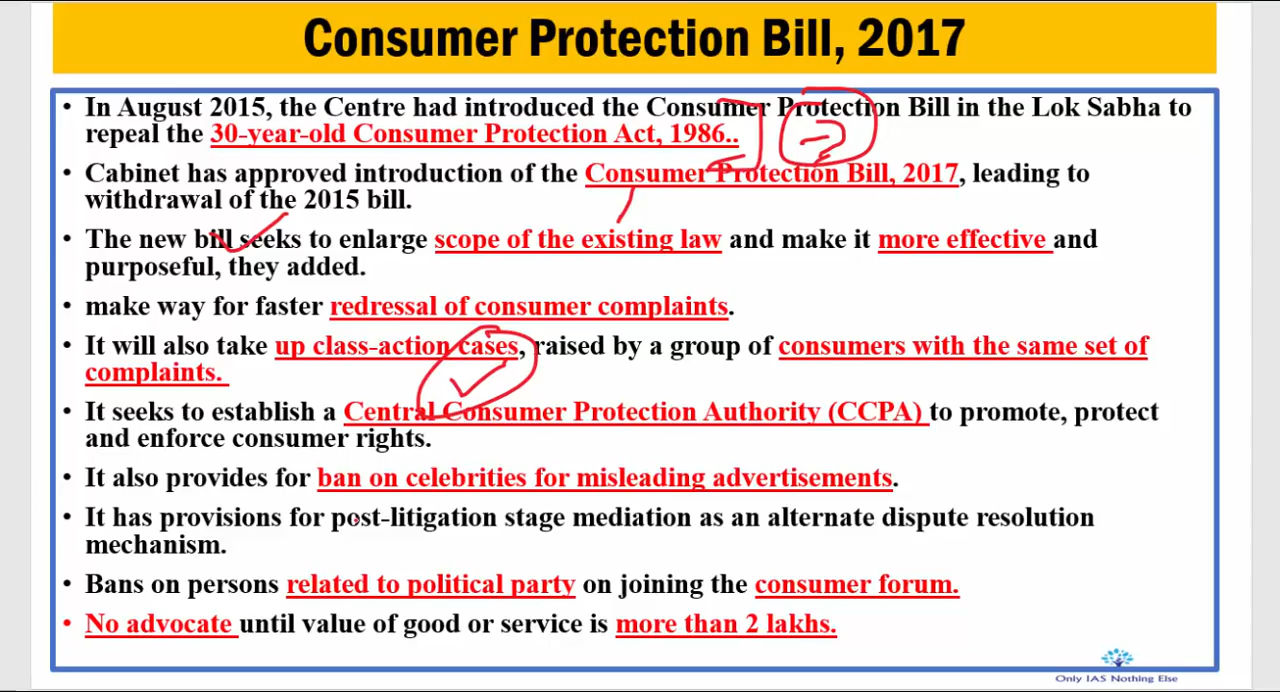 Consumer Protection Bill, 2017
• In August 2015, the Centre had introduced the Consumer Protection Bill in the Lok Sabha to
repeal the 30-year-old Consumer Protection Act, 1986..
• Cabinet has approved introduction of the Consumer Protection Bill, 2017, leading to
withdrawal of the 2015 bill.
• The new bill seeks to enlarge scope of the existing law and make it more effective and
purposeful, they added.
• make way for faster redressal of consumer complaints.
• It will also take up class-action cases, raised by a group of consumers with the same set of
complaints.
• It seeks to establish a Central Consumer Protection Authority (CCPA) to promote, protect
and enforce consumer rights.
• It also provides for ban on celebrities for misleading advertisements.
• It has provisions for post-litigation stage mediation as an alternate dispute resolution
mechanism.
• Bans on persons related to political party on joining the consumer forum.
• No advocate until value of good or service is more than 2 lakhs.
Only IAS Nothing Else